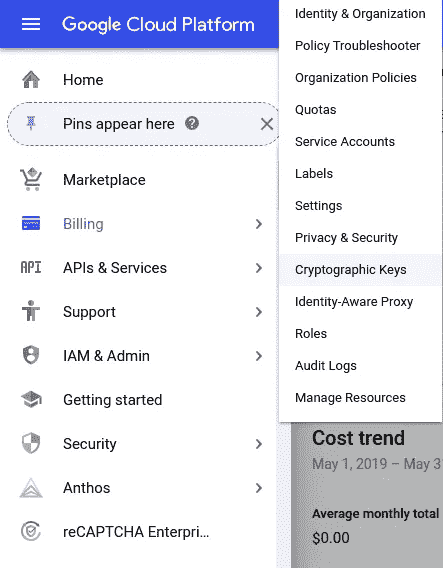 Google Cloud Platform
Home
Pins appear here
Marketplace
Billing
API APIs & Services
Support
IAM & Admin
Getting started
Security
Anthos
reCAPTCHA Enterpri...
Identity & Organization
Policy Troubleshooter
Organization Policies
Quotas
Service Accounts
Labels
Settings
Privacy & Security
Cryptographic Keys
Identity-Aware Proxy
Roles
Audit Logs
Manage Resources
Cost trend
May 1, 2019 – May 3
Average monthly total
$0.00